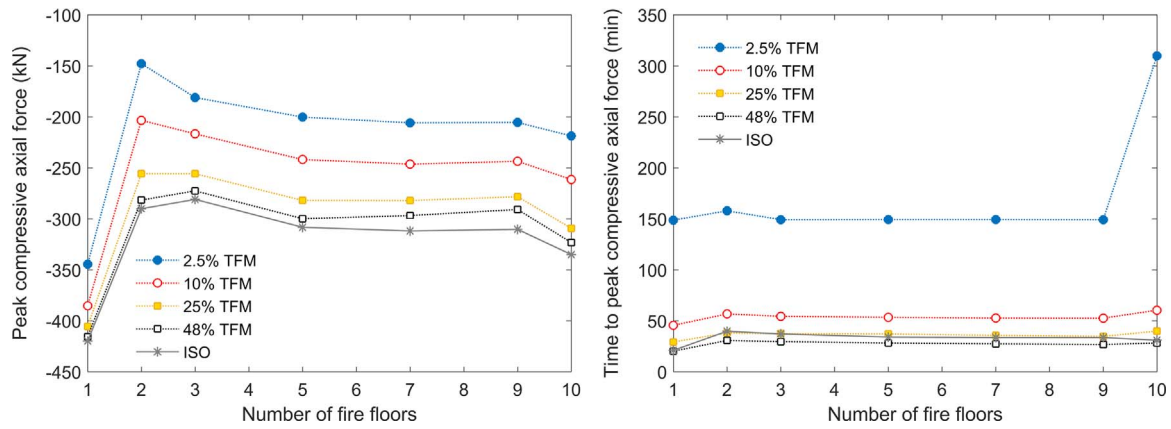 -100
-150
-200
-250
-300
-350
-400
-450
Peak compressive axial force (kN)
2.5% TFM
10% TFM
25% TFM
48% TFM
ISO
1 2 3 4 5 6 7 8 9 10
Number of fire floors
350
300
250
200
150
100
50
0
Time to peak compressive axial force (min)
2.5% TFM
10% TFM
25% TFM
48% TFM
ISO
1 2 3 4 5 6 7 8 9 10
Number of fire floors